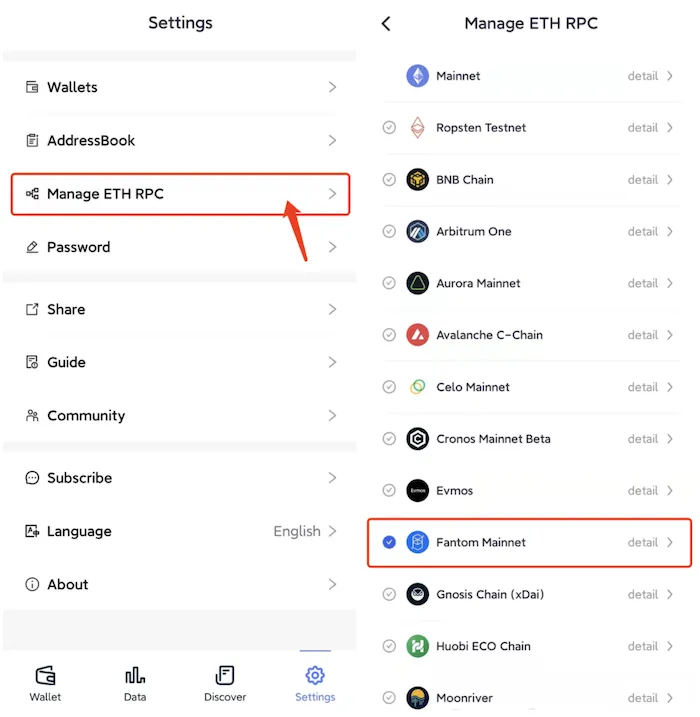 Settings
Wallets
AddressBook
Manage ETH RPC
Password
Share
Guide
Community
Subscribe
Language English
About
Wallet Data Discover Settings
Manage ETH RPC
Mainnet detail
Ropsten Testnet detail
BNB Chain detail
Arbitrum One detail
Aurora Mainnet detail
Avalanche C-Chain detail
Celo Mainnet detail
Cronos Mainnet Beta detail
Evmos Evmos detail
Fantom Mainnet detail
Gnosis Chain (xDai) detail
Huobi ECO Chain detail
Moonriver detail